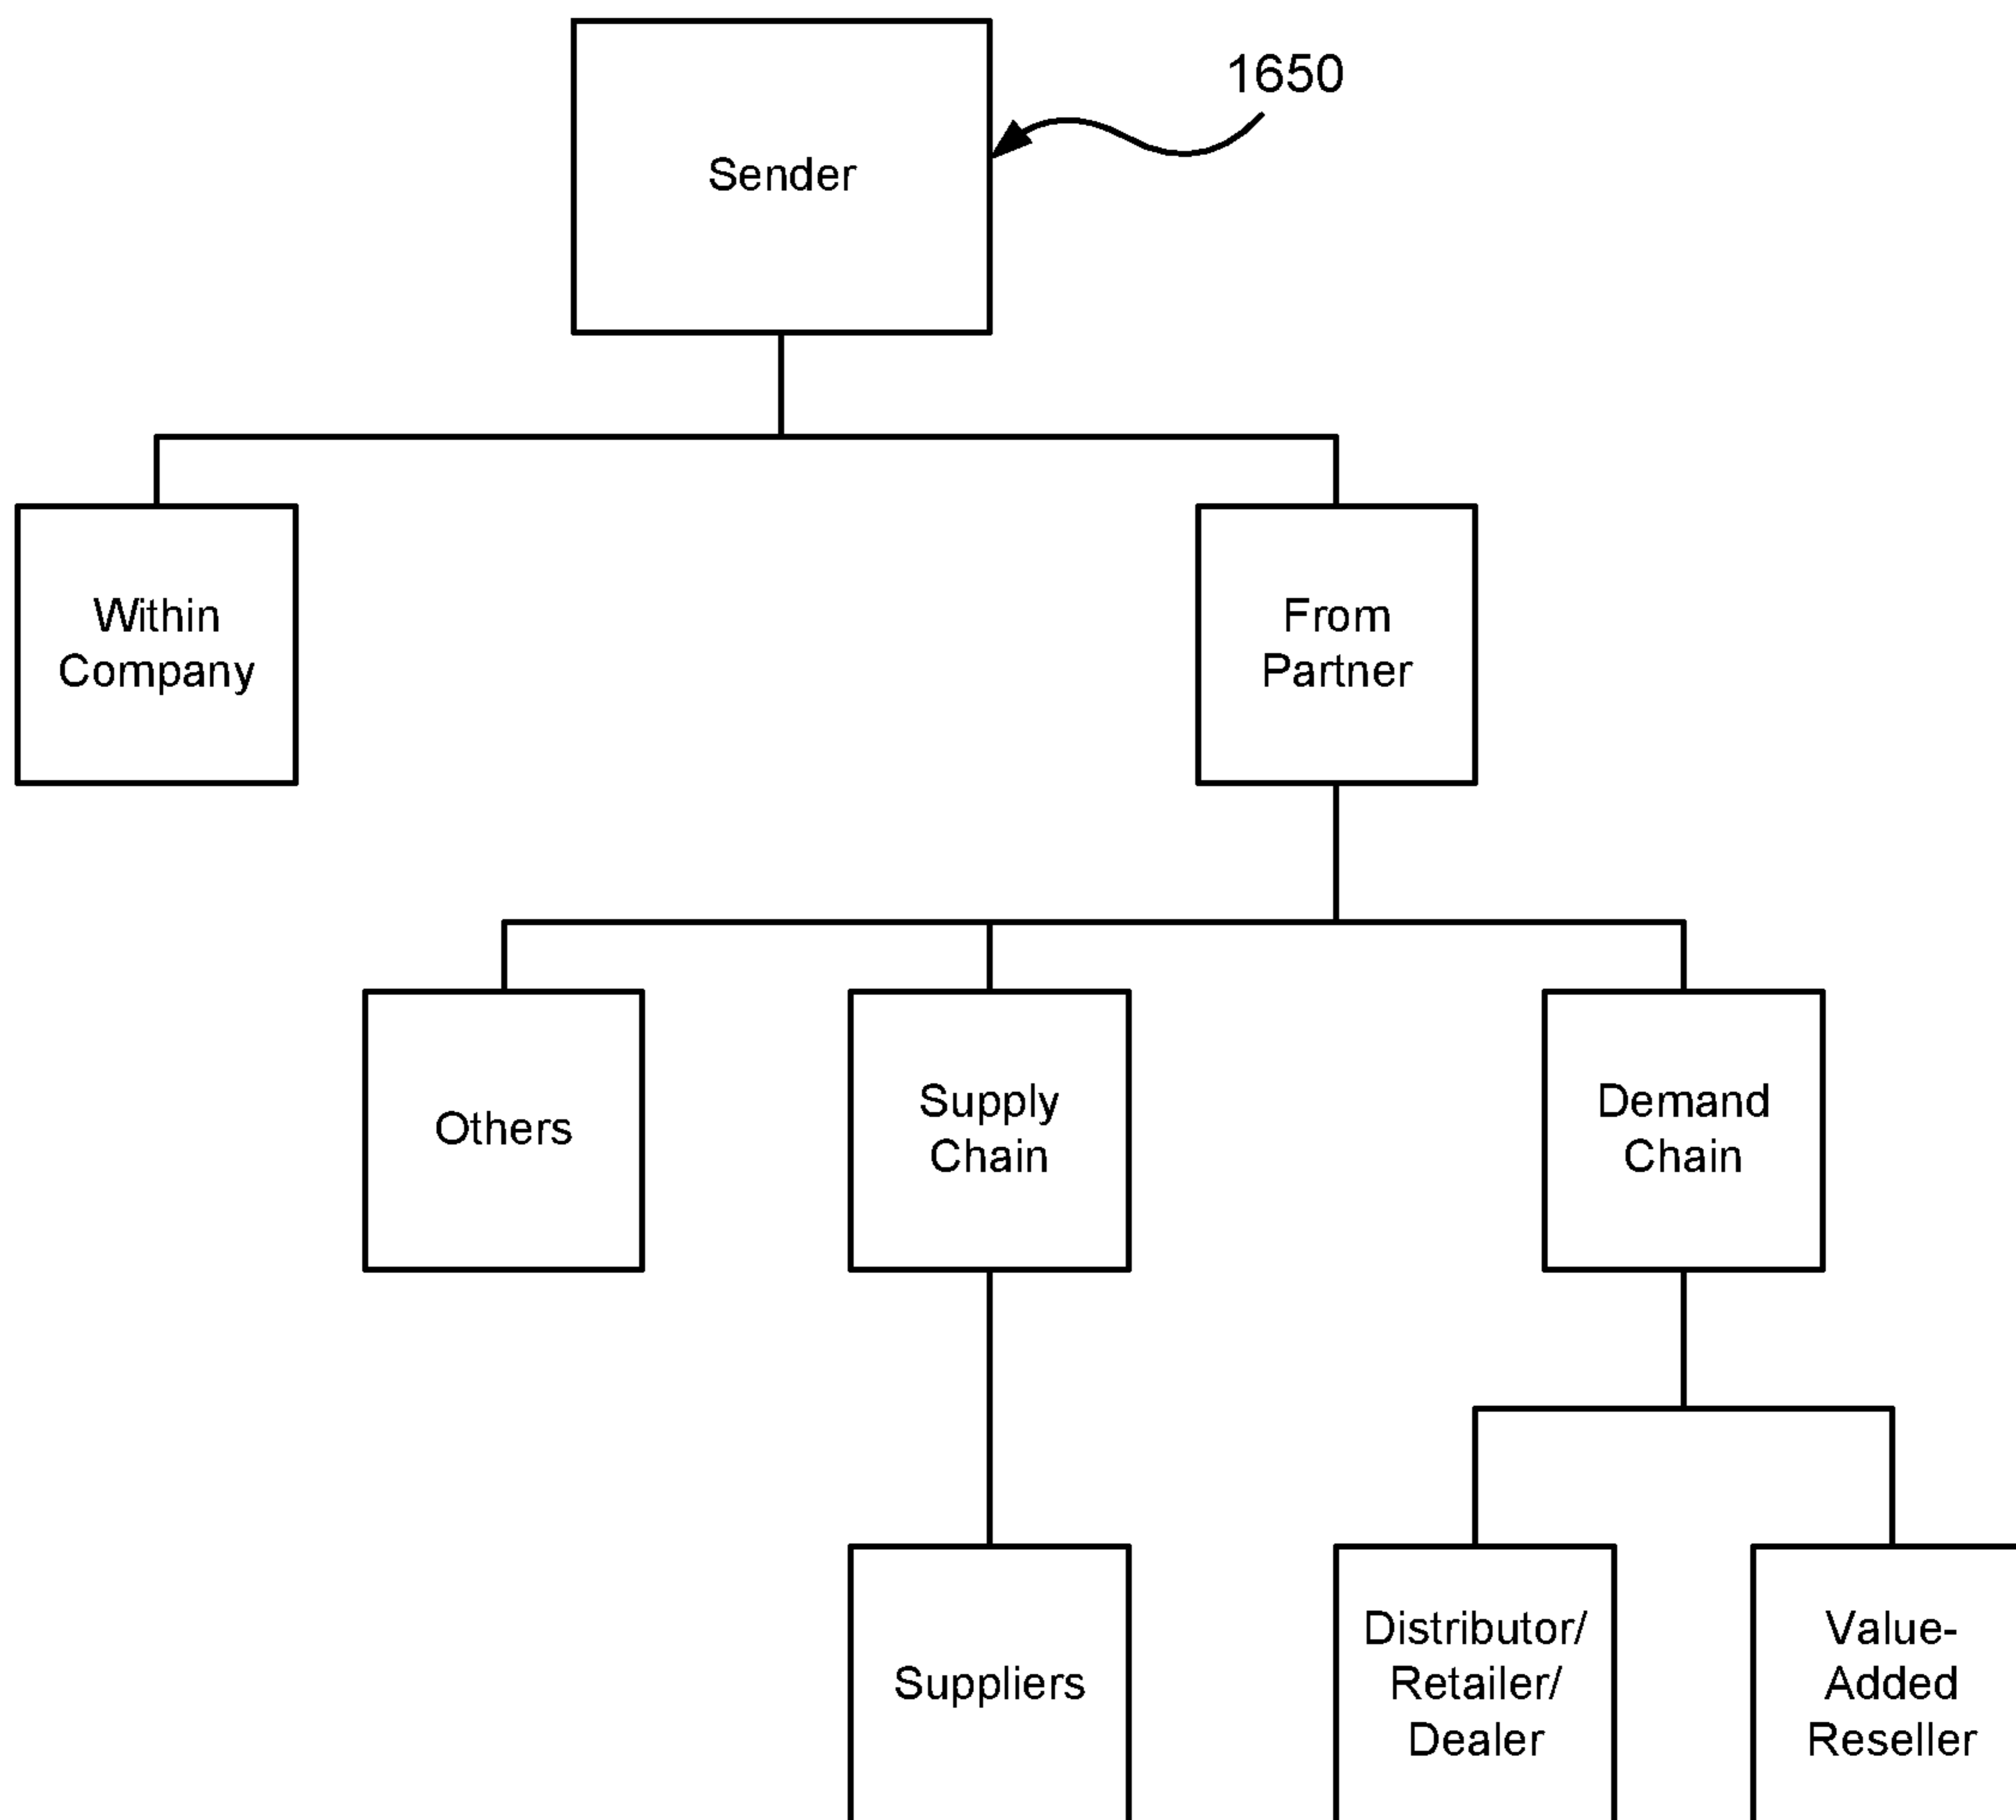 1650
Sender
Within
Company
From
Partner
Others
Supply
Chain
Demand
Chain
Suppliers
Distributor/
Retailer/
Dealer
Value-
Added
Reseller